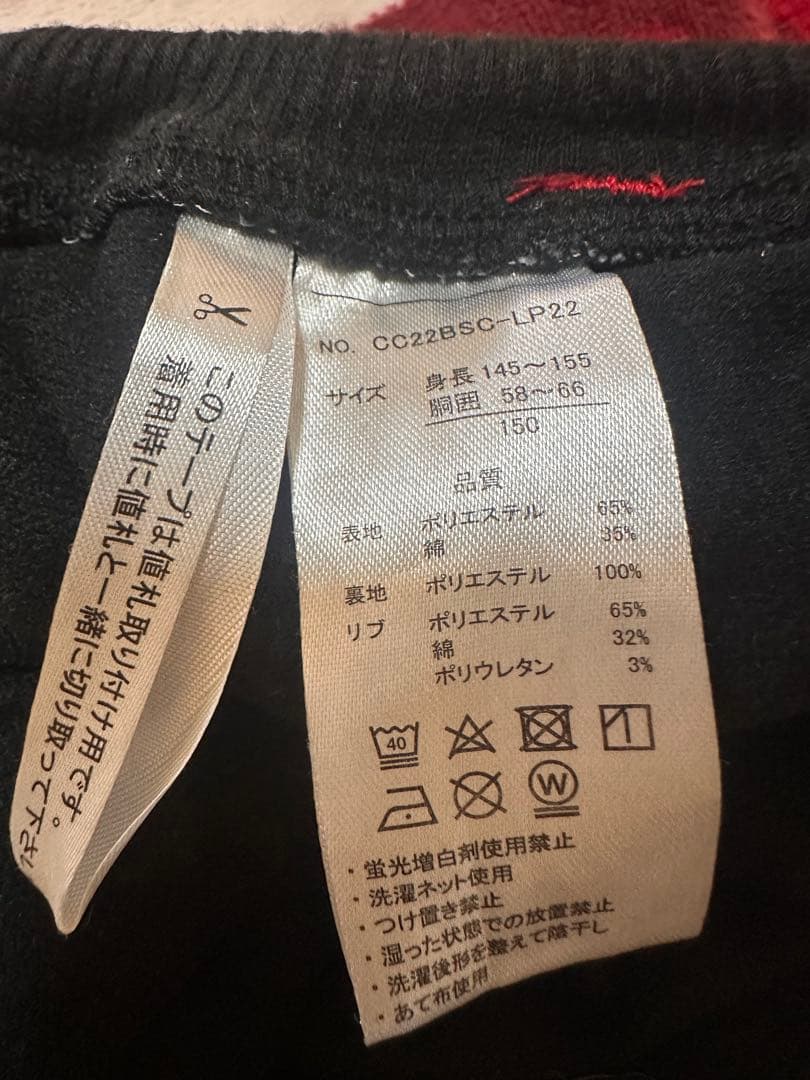 このテープは値札取り付け用です。
着用時に値札と一緒に切り取って下さい
NO. CC22BSC-LP22
サイズ 身長 145～155
胴囲 58～66
150
品質
表地 ポリエステル 65%
綿 35%
裏地 ポリエステル 100%
リブ ポリエステル 65%
綿 32%
ポリウレタン 3%
40
W
・蛍光増白剤使用禁止
・洗濯ネット使用
・つけ置き禁止
・湿った状態での放置禁止
・洗濯後形を整えて陰干し
・あて布使用